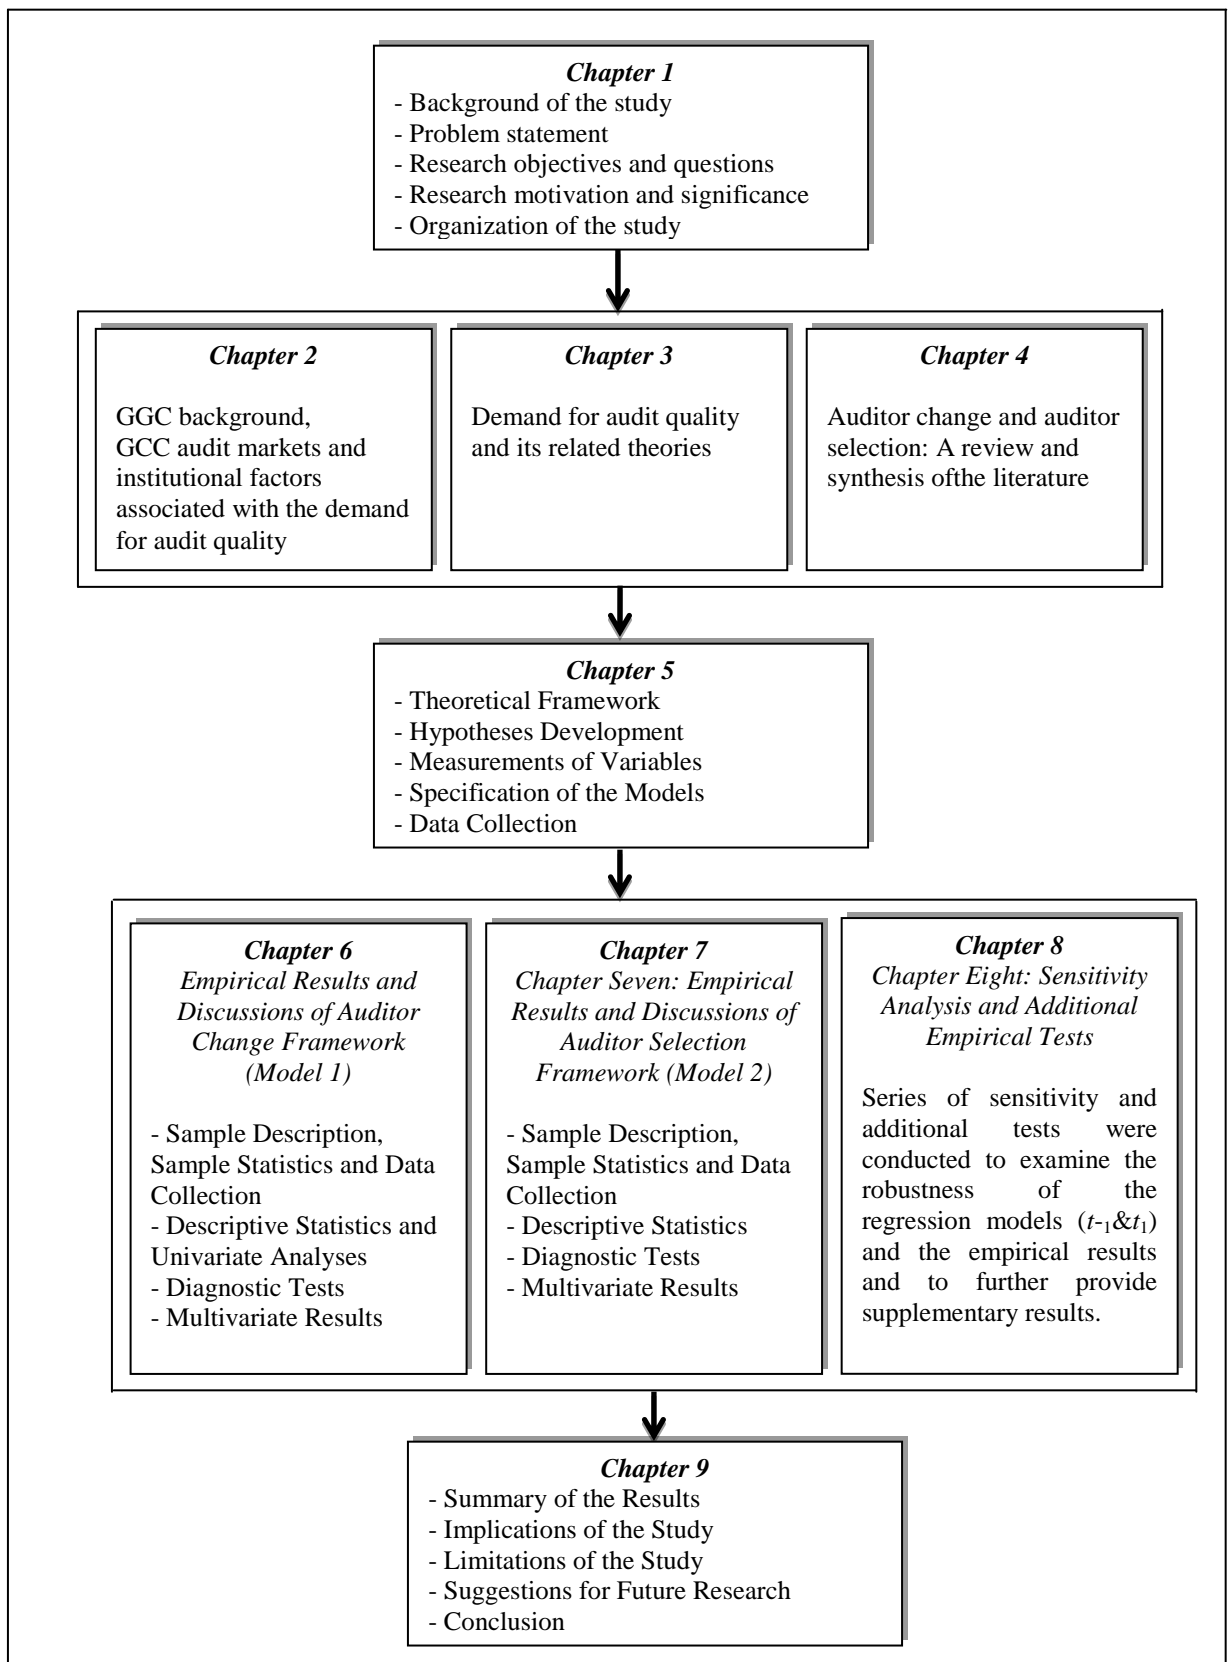 Chapter 1
- Background of the study
- Problem statement
- Research objectives and questions
- Research motivation and significance
- Organization of the study
Chapter 2
GGC background,
GCC audit markets and
institutional factors
associated with the demand
for audit quality
Chapter 3
Demand for audit quality
and its related theories
Chapter 4
Auditor change and auditor
selection: A review and
synthesis ofthe literature
Chapter 5
- Theoretical Framework
- Hypotheses Development
- Measurements of Variables
- Specification of the Models
- Data Collection
Chapter 6
Empirical Results and
Discussions of Auditor
Change Framework
(Model 1)
- Sample Description,
Sample Statistics and Data
Collection
- Descriptive Statistics and
Univariate Analyses
- Diagnostic Tests
- Multivariate Results
Chapter 7
Chapter Seven: Empirical
Results and Discussions of
Auditor Selection
Framework (Model 2)
- Sample Description,
Sample Statistics and Data
Collection
- Descriptive Statistics
- Diagnostic Tests
- Multivariate Results
Chapter 8
Chapter Eight: Sensitivity
Analysis and Additional
Empirical Tests
Series of sensitivity and
additional tests were
conducted to examine the
robustness of the
regression models (t-₁&t₁)
and the empirical results
and to further provide
supplementary results.
Chapter 9
- Summary of the Results
- Implications of the Study
- Limitations of the Study
- Suggestions for Future Research
- Conclusion